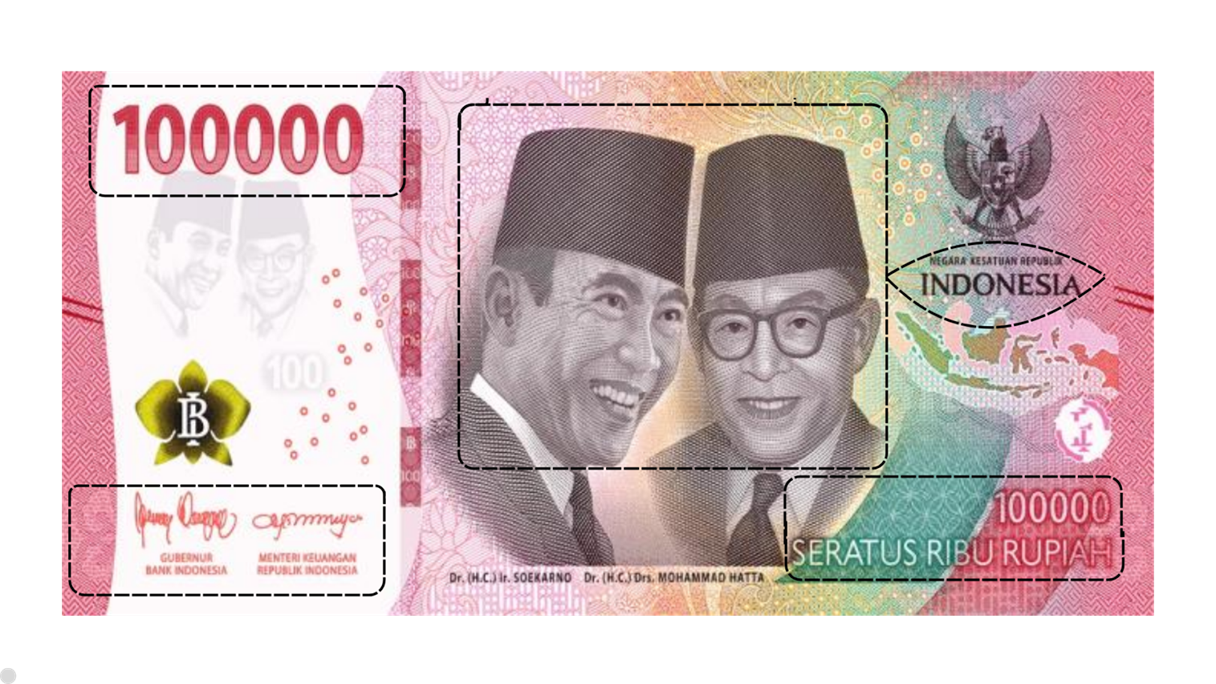 100000
100
BI
GUBERNUR
BANK INDONESIA
MENTERI KEUANGAN
REPUBLIK INDONESIA
Dr. (H.C.) Ir. SOEKARNO
Dr. (H.C.) Drs. MOHAMMAD HATTA
NEGARA KESATUAN REPUBLIK
INDONESIA
100000
SERATUS RIBU RUPIAH